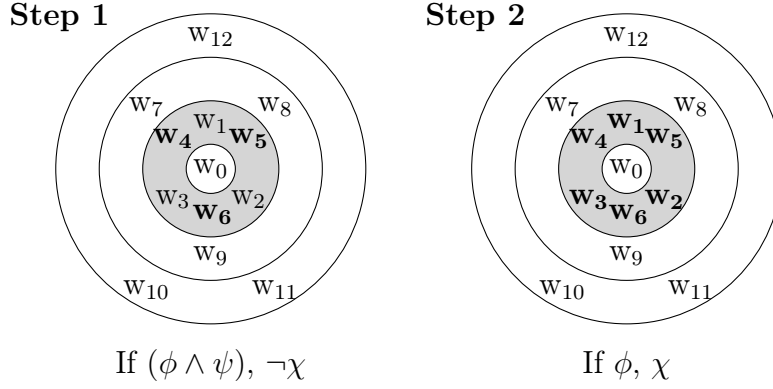 Step 1
w₁₂
w₇ w₈
w₁
w₄ w₅
w₀
w₃ w₂
w₆
w₉
w₁₀ w₁₁
If (ϕ ∧ ψ), ¬χ
Step 2
w₁₂
w₇ w₈
w₁
w₄ w₅
w₀
w₃ w₂
w₆
w₉
w₁₀ w₁₁
If ϕ, χ